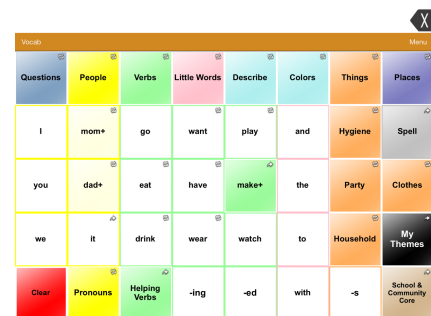 X
Vocab Menu
Questions People Verbs Little Words Describe Colors Things Places
I mom+ go want play and Hygiene Spell
you dad+ eat have make+ the Party Clothes
we it drink wear watch to Household My Themes
Clear Pronouns Helping Verbs -ing -ed with -s School & Community Core